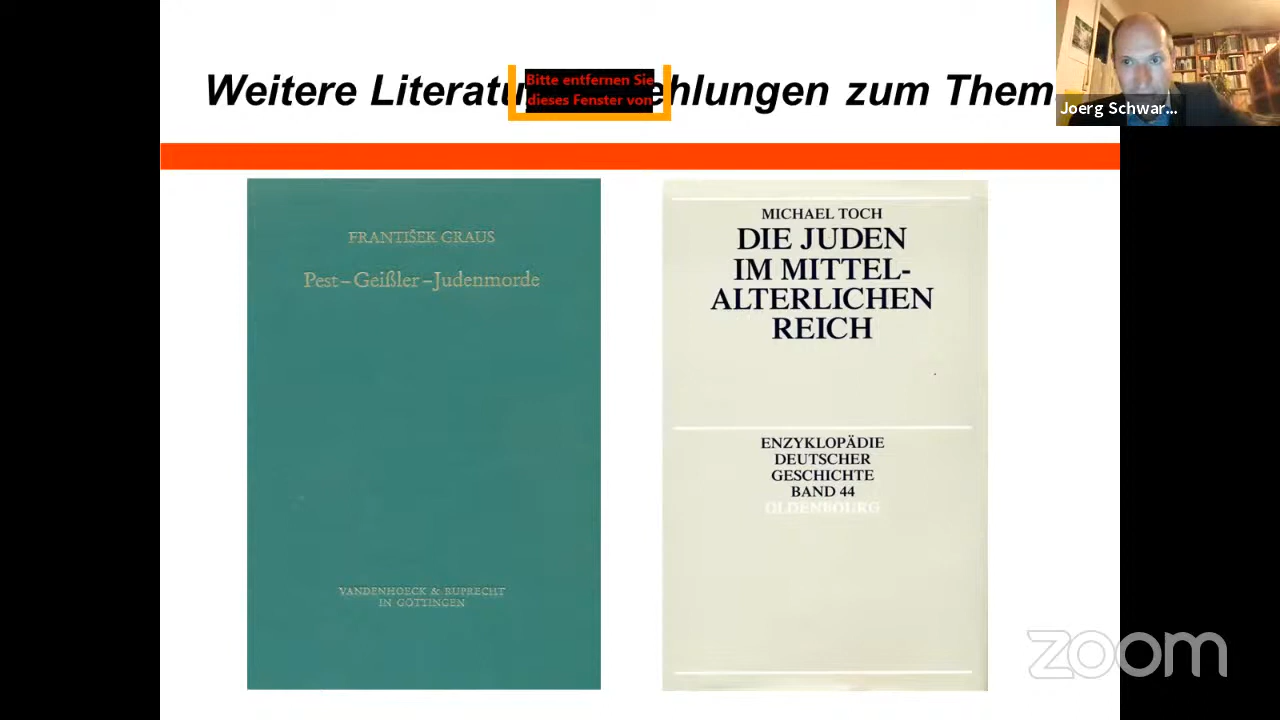 Weitere Literatu ehlungen zum Them
Bitte entfernen Sie
dieses Fenster von
Joerg Schwar...
FRANTIŠEK GRAUS
Pest – Geißler – Judenmorde
VANDENHOECK & RUPRECHT
IN GÖTTINGEN
MICHAEL TOCH
DIE JUDEN
IM MITTEL-
ALTERLICHEN
REICH
ENZYKLOPÄDIE
DEUTSCHER
GESCHICHTE
BAND 44
OLDENBOURG
zoom